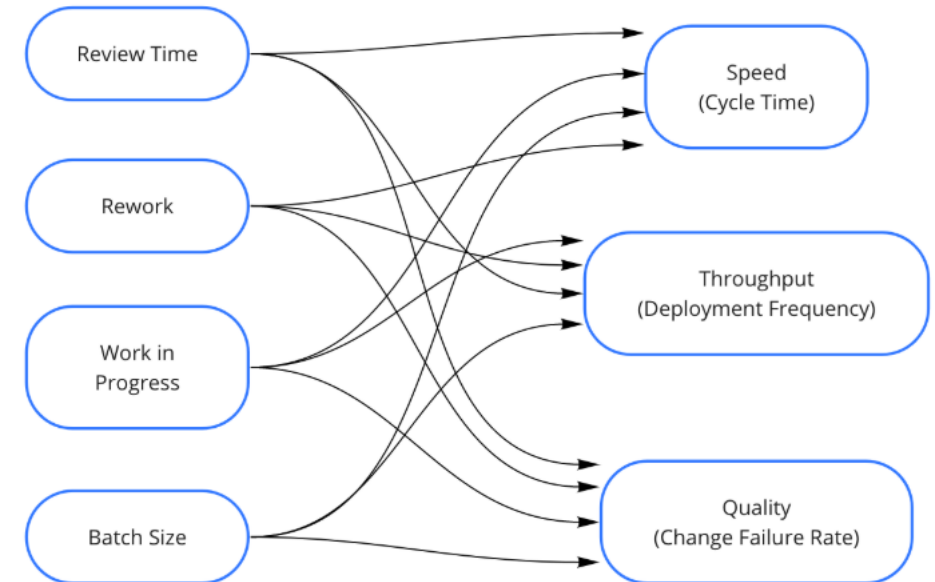 Review Time
Rework
Work in
Progress
Batch Size
Speed
(Cycle Time)
Throughput
(Deployment Frequency)
Quality
(Change Failure Rate)